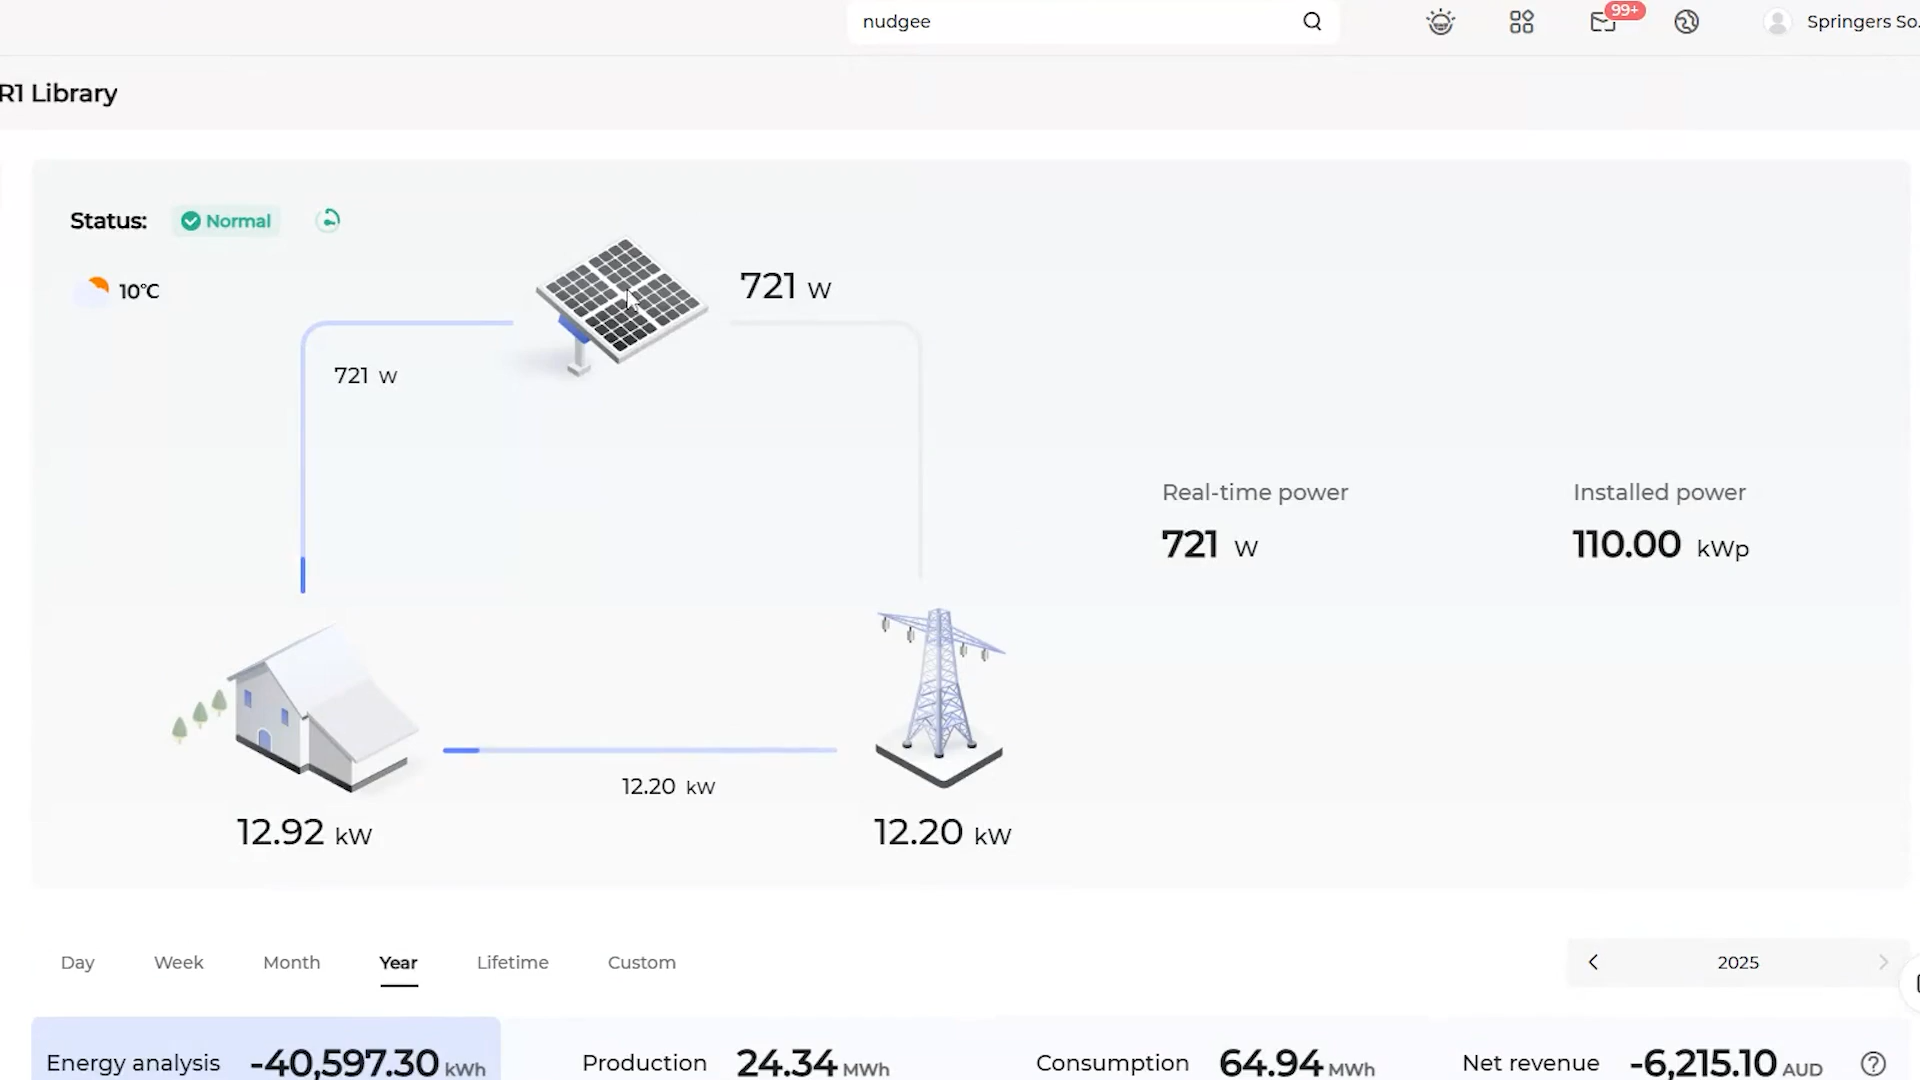 nudgee
99+
Springers So...
R1 Library
Status: Normal
10°C
721 W
721 W
Real-time power
721 W
Installed power
110.00 kWp
12.20 kW
12.92 kW
12.20 kW
Day Week Month Year Lifetime Custom
2025
Energy analysis -40,597.30 kWh
Production 24.34 MWh
Consumption 64.94 MWh
Net revenue -6,215.10 AUD